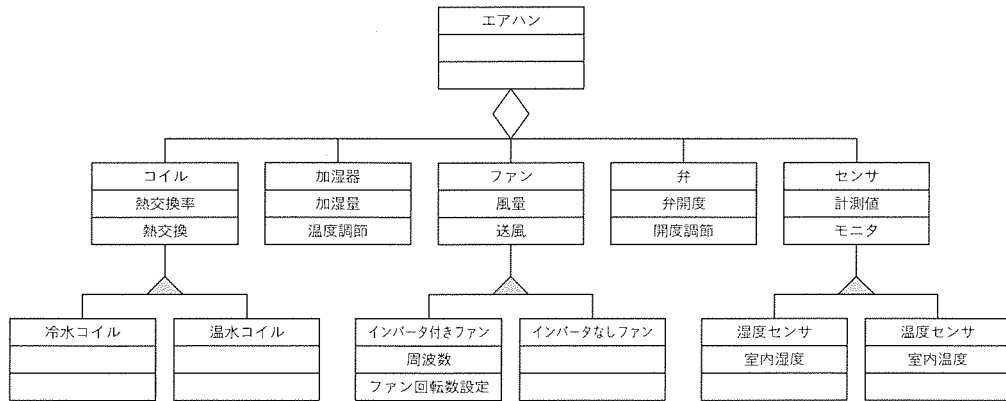 エアハン
コイル
熱交換率
熱交換
加湿器
加湿量
温度調節
ファン
風量
送風
弁
弁開度
開度調節
センサ
計測値
モニタ
冷水コイル
温水コイル
インバータ付きファン
周波数
ファン回転数設定
インバータなしファン
湿度センサ
室内湿度
温度センサ
室内温度